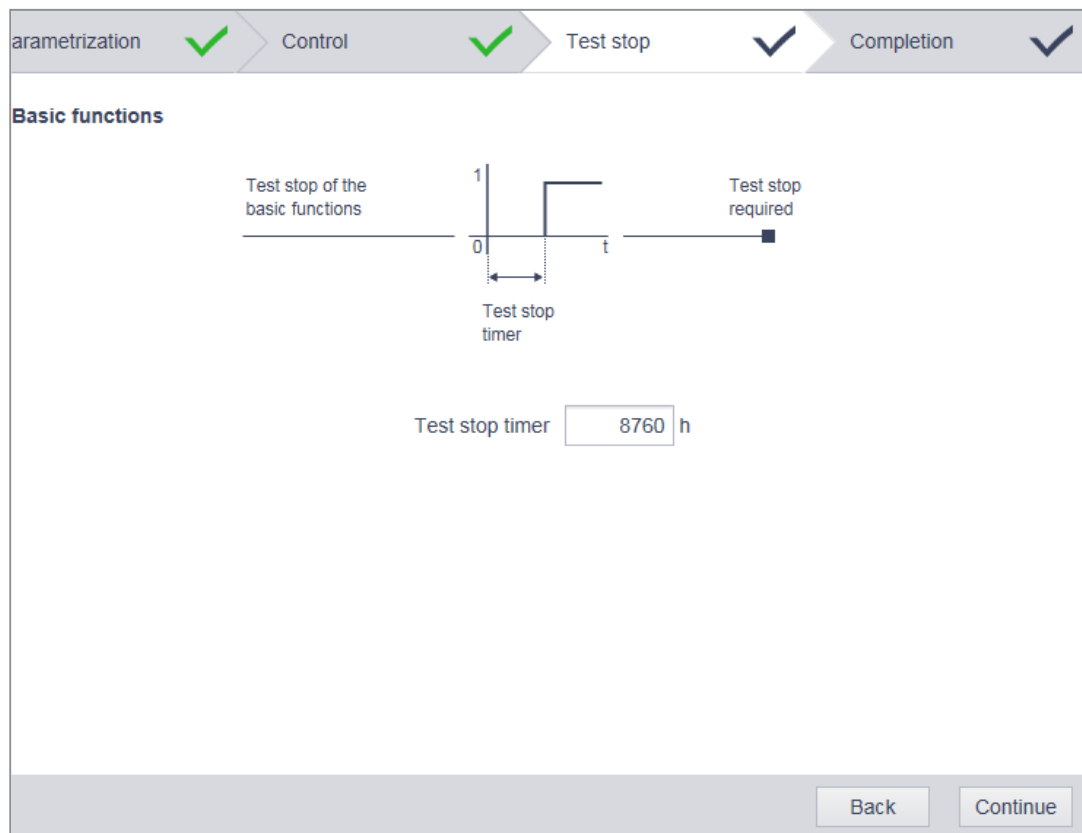 arametrization
Control
Test stop
Completion
Basic functions
Test stop of the
basic functions
1
0
t
Test stop
required
Test stop
timer
Test stop timer 8760 h
Back
Continue